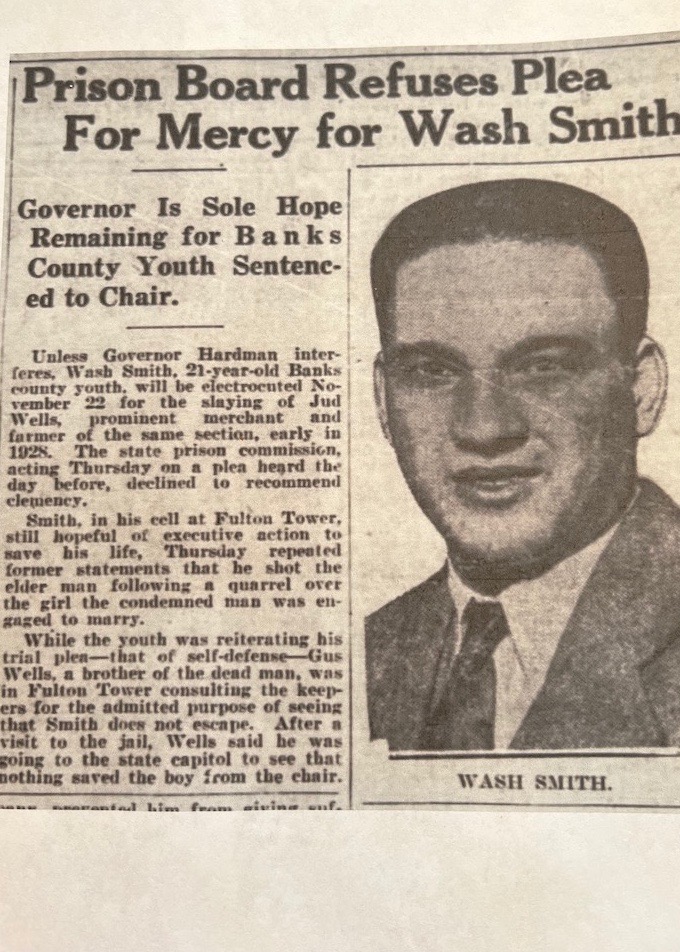 Prison Board Refuses Plea
For Mercy for Wash Smith
Governor Is Sole Hope
Remaining for Banks
County Youth Sentenc-
ed to Chair.
Unless Governor Hardman inter-
feres, Wash Smith, 21-year-old Banks
county youth, will be electrocuted No-
vember 22 for the slaying of Jud
Wells, prominent merchant and
farmer of the same section, early in
1928. The state prison commission,
acting Thursday on a plea heard the
day before, declined to recommend
clemency.
Smith, in his cell at Fulton Tower,
still hopeful of executive action to
save his life, Thursday repeated
former statements that he shot the
elder man following a quarrel over
the girl the condemned man was en-
gaged to marry.
While the youth was reiterating his
trial plea—that of self-defense—Gus
Wells, a brother of the dead man, was
in Fulton Tower consulting the keep-
ers for the admitted purpose of seeing
that Smith does not escape. After a
visit to the jail, Wells said he was
going to the state capitol to see that
nothing saved the boy from the chair.
prevented him from giving suf-
WASH SMITH.